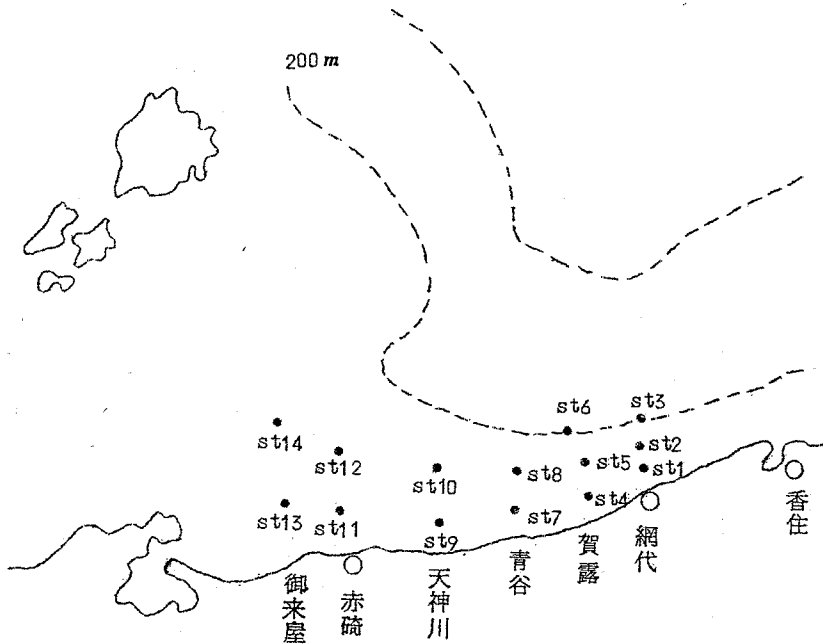 200 m
st6
st3
st2
st14
st12
st10
st8
st5
st1
st13
st11
st9
st7
st4
御来屋
赤碕
天神川
青谷
賀露
網代
香住